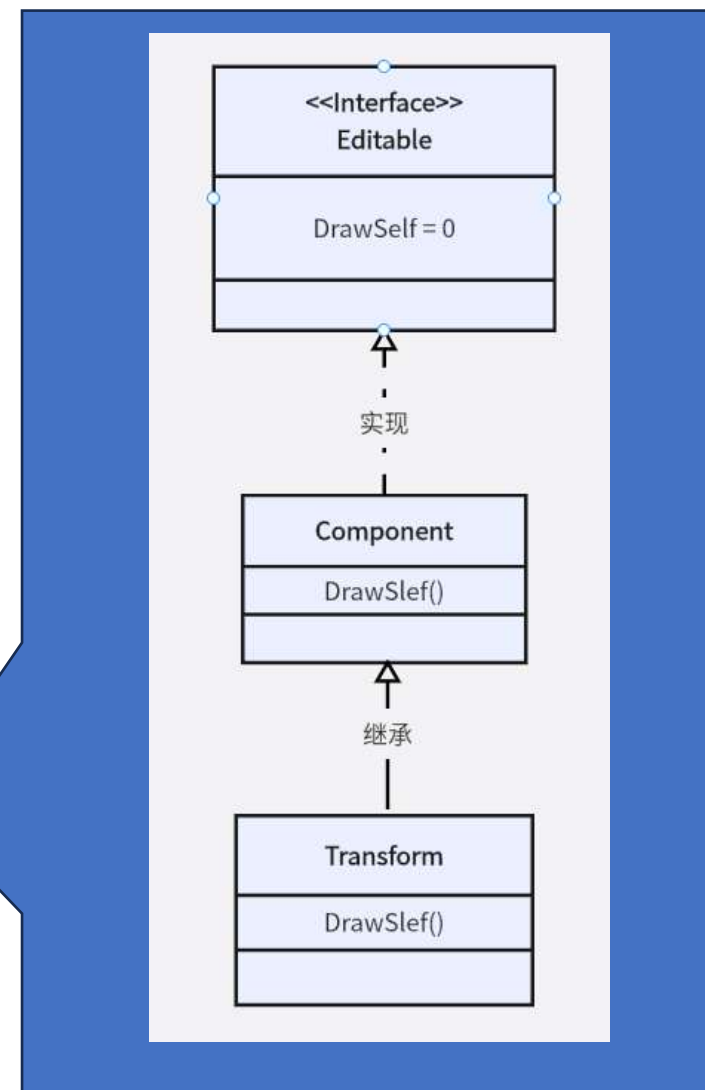 <<Interface>>
Editable
DrawSelf = 0
实现
Component
DrawSlef()
继承
Transform
DrawSlef()